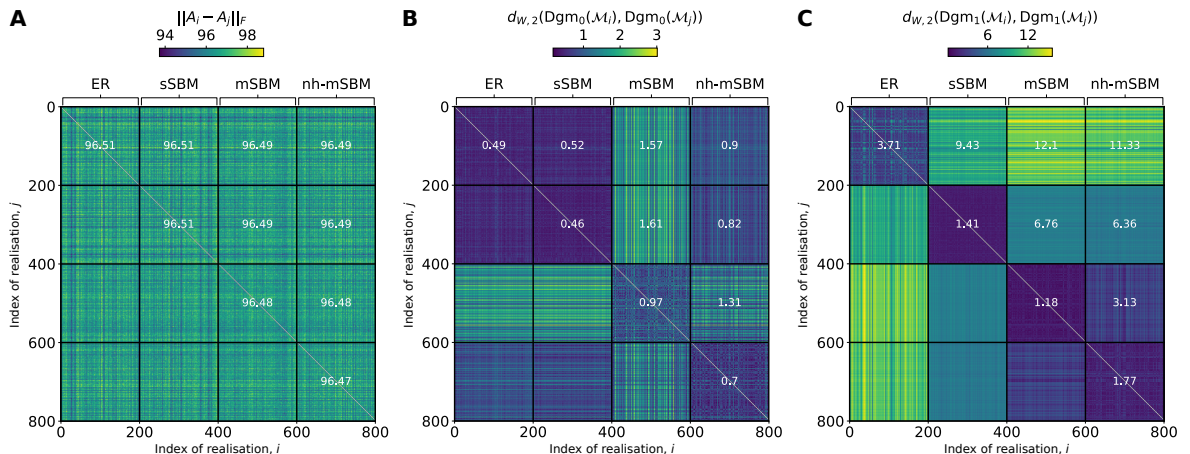 A
||A_i − A_j||_F
94 96 98
ER sSBM mSBM nh-mSBM
0
200
400
600
800
96.51 96.51 96.49 96.49
96.51 96.49 96.49
96.48 96.48
96.47
Index of realisation, j
0 200 400 600 800
Index of realisation, i
B
d_{W,2}(Dgm_0(ℳ_i), Dgm_0(ℳ_j))
1 2 3
ER sSBM mSBM nh-mSBM
0
200
400
600
800
0.49 0.52 1.57 0.9
0.46 1.61 0.82
0.97 1.31
0.7
Index of realisation, j
0 200 400 600 800
Index of realisation, i
C
d_{W,2}(Dgm_1(ℳ_i), Dgm_1(ℳ_j))
6 12
ER sSBM mSBM nh-mSBM
0
200
400
600
800
3.71 9.43 12.1 11.33
1.41 6.76 6.36
1.18 3.13
1.77
Index of realisation, j
0 200 400 600 800
Index of realisation, i